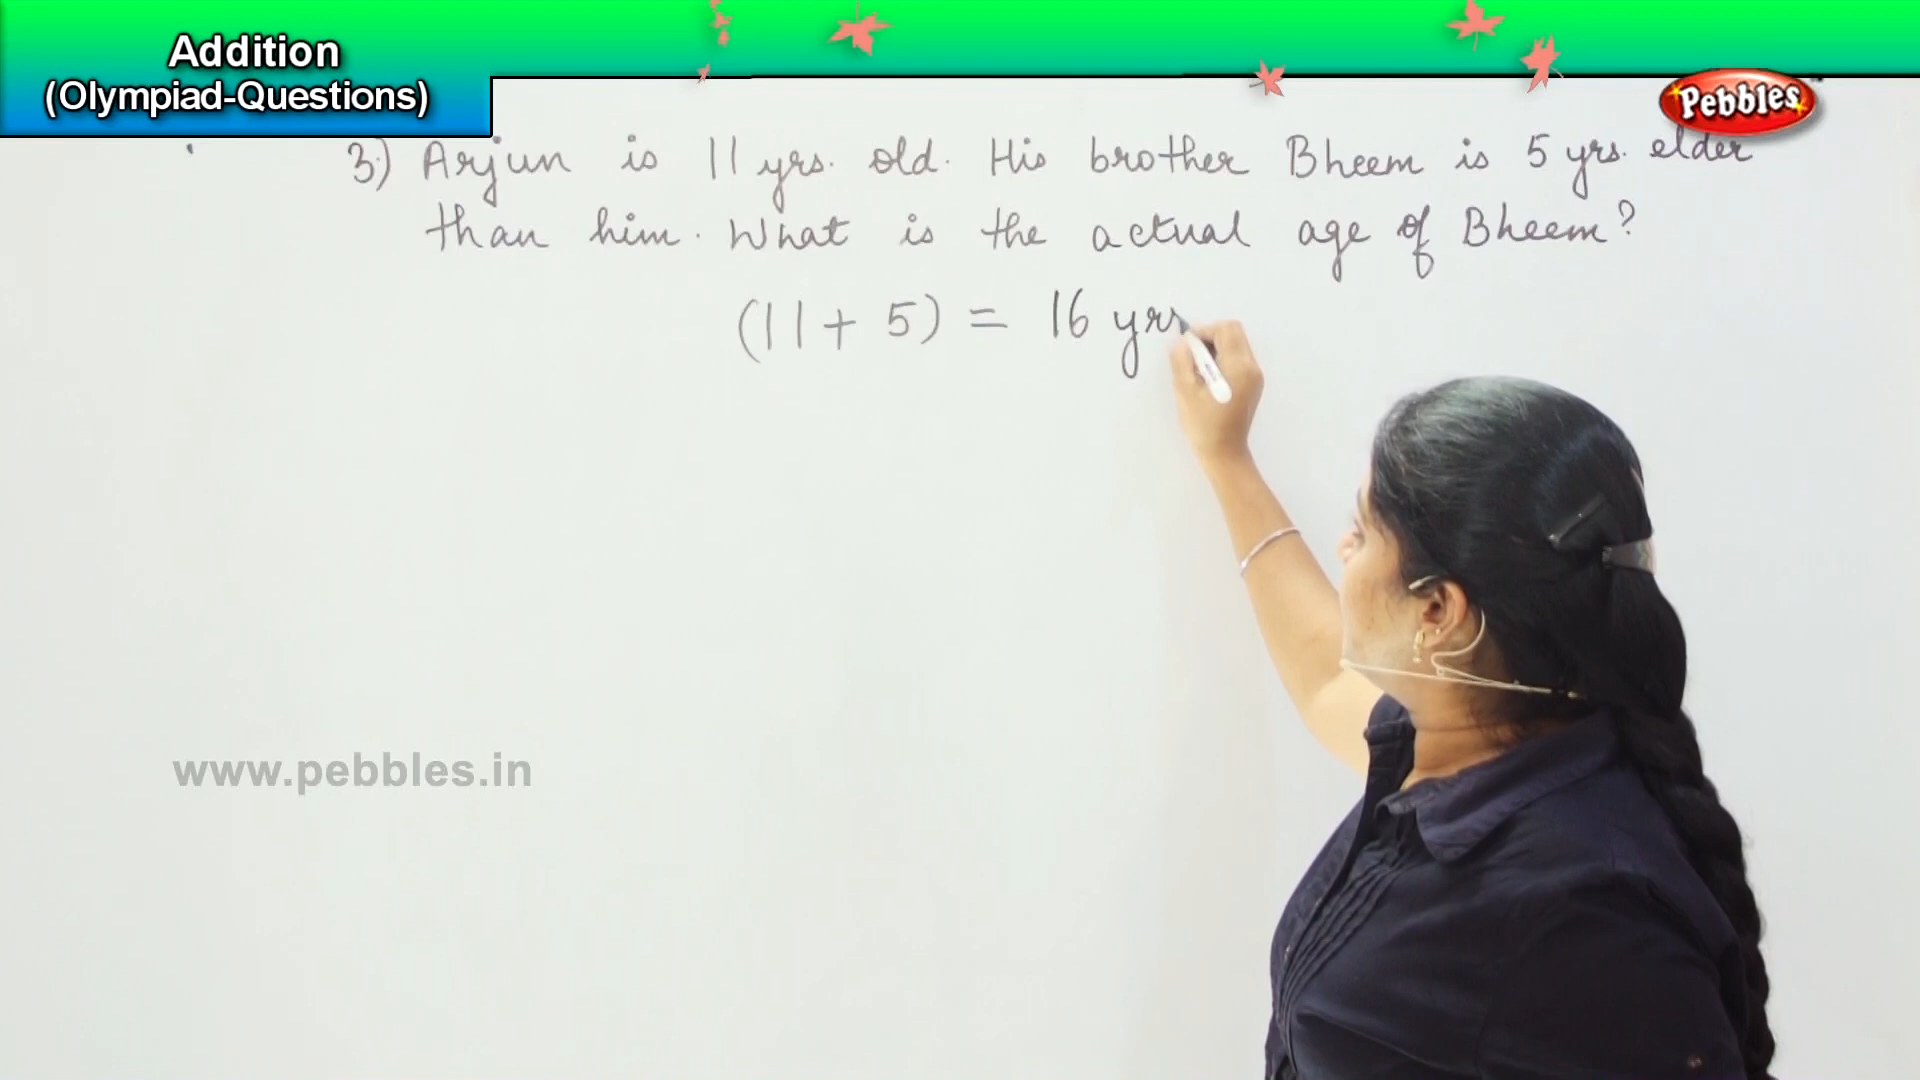 Addition
(Olympiad-Questions)
Pebbles
3) Arjun is 11 yrs. old. His brother Bheem is 5 yrs. elder
than him. What is the actual age of Bheem?
(11+ 5) = 16 yrs
www.pebbles.in